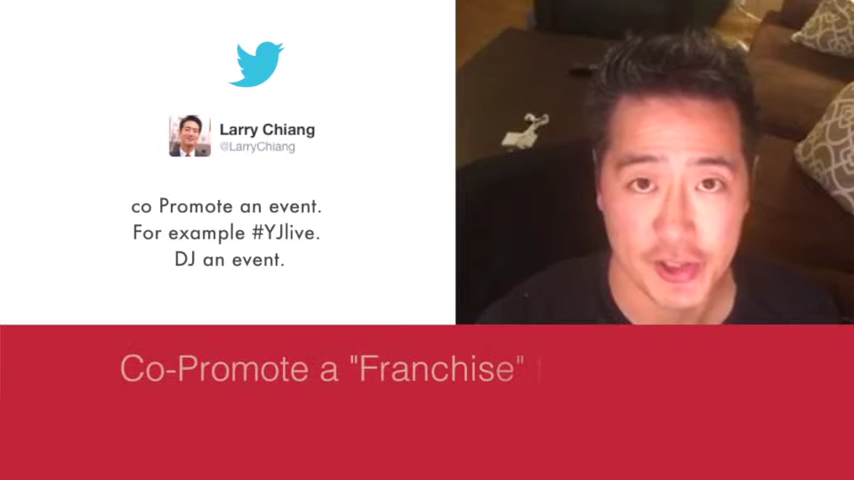 Larry Chiang
@LarryChiang
co Promote an event.
For example #YJlive.
DJ an event.
Co-Promote a "Franchise"